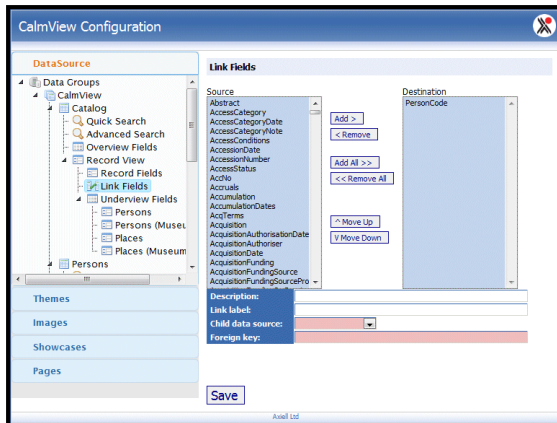 CalmView Configuration
DataSource
Data Groups
CalmView
Catalog
Quick Search
Advanced Search
Overview Fields
Record View
Record Fields
Link Fields
Underview Fields
Persons
Persons (Museu
Places
Places (Museum
Persons
Themes
Images
Showcases
Pages
Link Fields
Source
Abstract
AccessCategory
AccessCategoryDate
AccessCategoryNote
AccessConditions
AccessionDate
AccessionNumber
AccessStatus
AccNo
Accruals
Accumulation
AccumulationDates
AcqTerms
Acquisition
AcquisitionAuthorisationDate
AcquisitionAuthoriser
AcquisitionDate
AcquisitionFunding
AcquisitionFundingSource
AcquisitionFundingSourcePro
Add >
< Remove
Add All >>
<< Remove All
^ Move Up
V Move Down
Destination
PersonCode
Description:
Link label:
Child data source:
Foreign key:
Save
Axiell Ltd